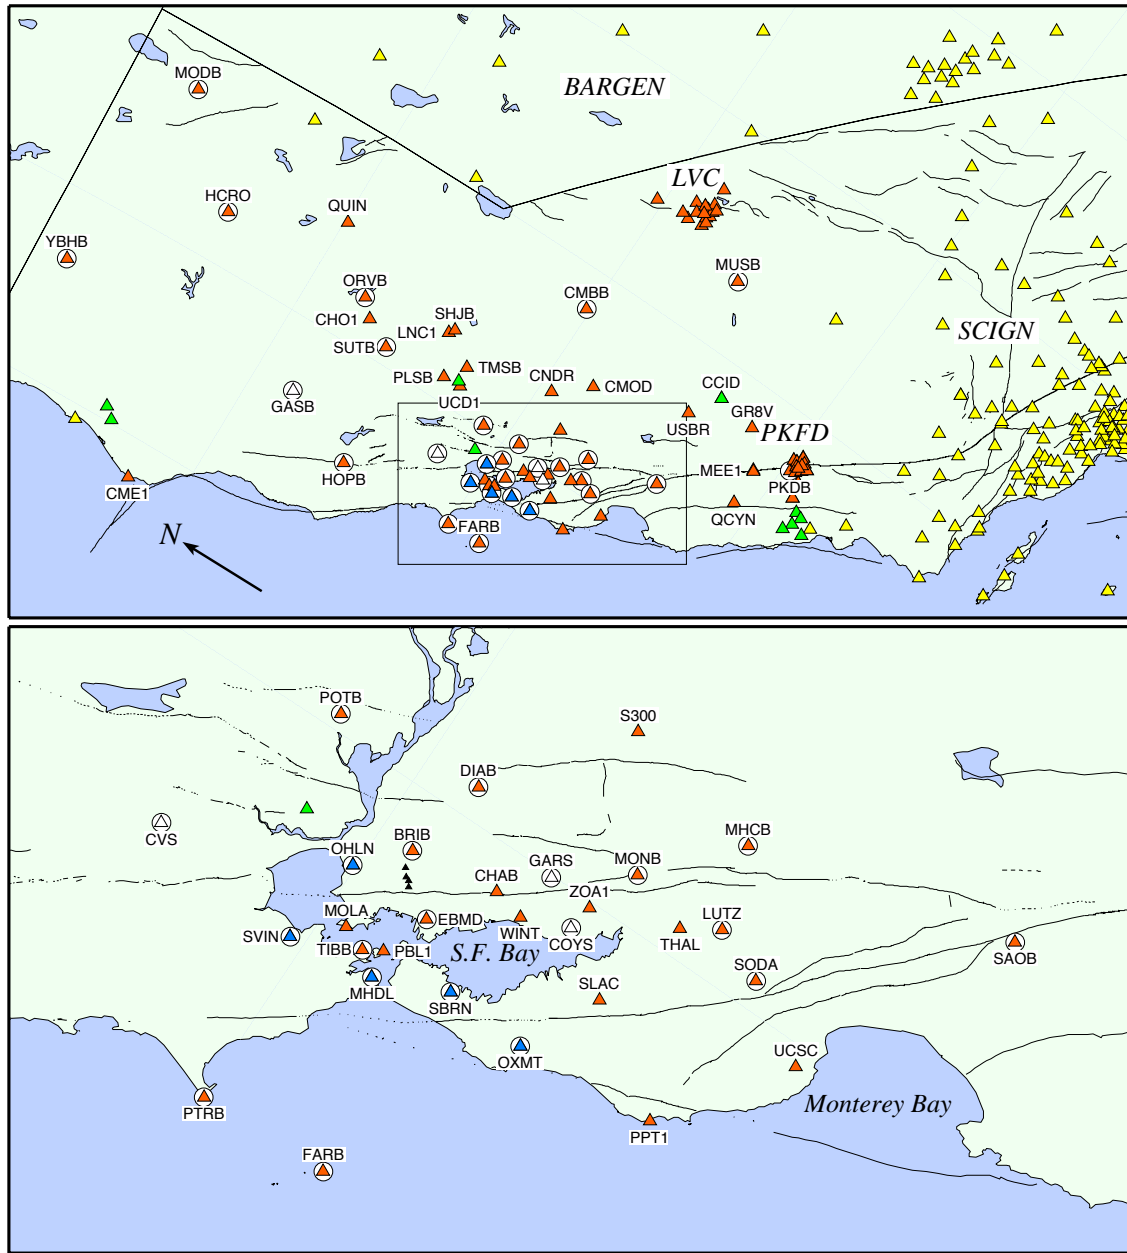 MODB
BARGEN
LVC
HCRO
QUIN
YBHB
MUSB
ORVB
CMBB
CHO1
SHJB
LNC1
SCIGN
SUTB
TMSB
PLSB
CNDR
CMOD
CCID
GASB
UCD1
GR8V
USBR
PKFD
MEE1
HOPB
PKDB
CME1
QCYN
FARB
N
POTB
S300
DIAB
CVS
BRIB
MHCB
OHLN
GARS
MONB
CHAB
ZOA1
MOLA
EBMD
WINT
LUTZ
SVIN
COYS
THAL
TIBB
PBL1
S.F. Bay
SAOB
SODA
MHDL
SLAC
SBRN
UCSC
OXMT
Monterey Bay
PTRB
PPT1
FARB